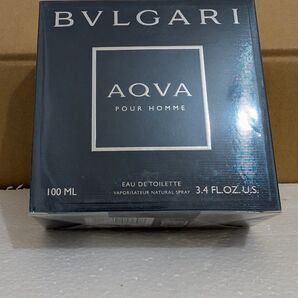 BVLGARI
AQVA
POUR HOMME
EAU DE TOILETTE
100 ML VAPORISATEUR NATURAL SPRAY 3.4 FL.OZ. U.S.